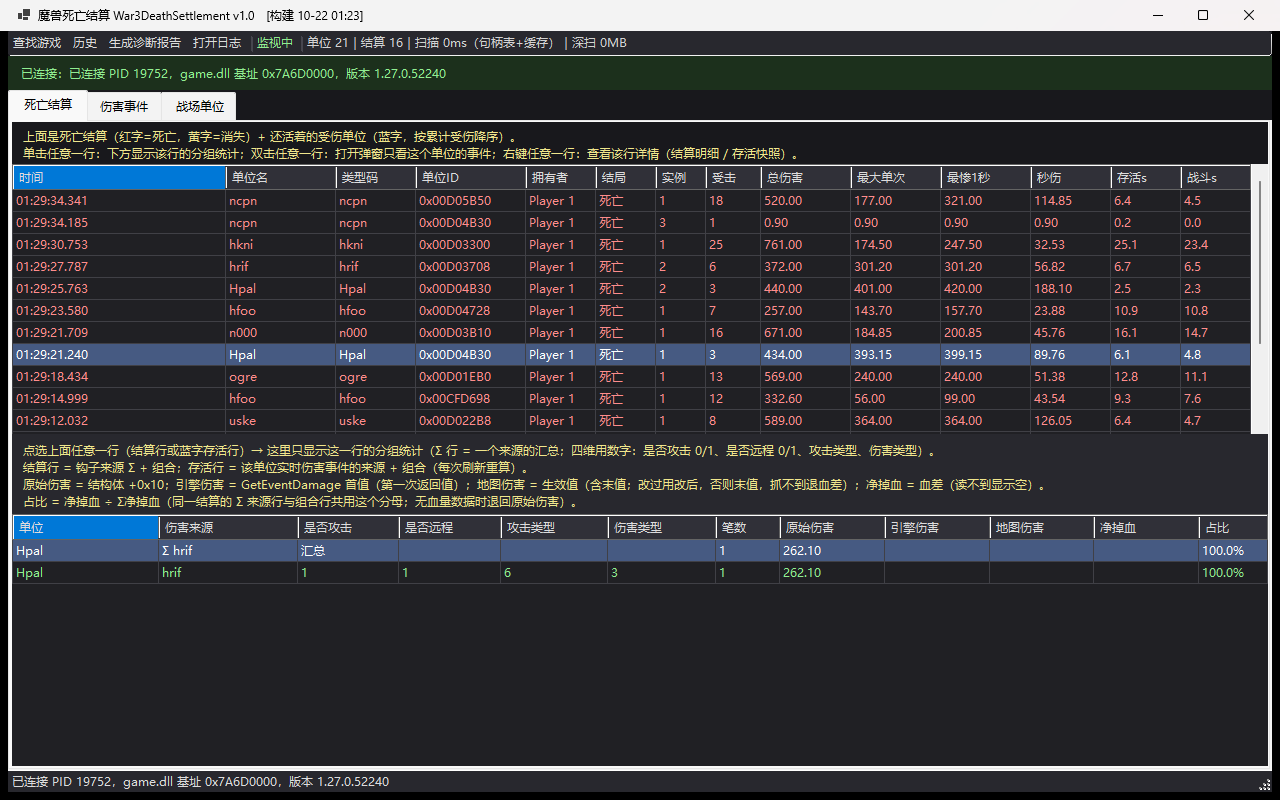 魔兽死亡结算 War3DeathSettlement v1.0 [构建 10-22 01:23]
查找游戏 历史 生成诊断报告 打开日志 | 监视中 | 单位 21 | 结算 16 | 扫描 0ms（句柄表+缓存） | 深扫 0MB
已连接：已连接 PID 19752，game.dll 基址 0x7A6D0000，版本 1.27.0.52240
死亡结算 伤害事件 战场单位
上面是死亡结算（红字=死亡，黄字=消失）+ 还活着的受伤单位（蓝字，按累计受伤降序）。
单击任意一行：下方显示该行的分组统计；双击任意一行：打开弹窗只看这个单位的事件；右键任意一行：查看该行详情（结算明细 / 存活快照）。
时间 单位名 类型码 单位ID 拥有者 结局 实例 受击 总伤害 最大单次 最惨1秒 秒伤 存活s 战斗s
01:29:34.341 ncpn ncpn 0x00D05B50 Player 1 死亡 1 18 520.00 177.00 321.00 114.85 6.4 4.5
01:29:34.185 ncpn ncpn 0x00D04B30 Player 1 死亡 3 1 0.90 0.90 0.90 0.90 0.2 0.0
01:29:30.753 hkni hkni 0x00D03300 Player 1 死亡 1 25 761.00 174.50 247.50 32.53 25.1 23.4
01:29:27.787 hrif hrif 0x00D03708 Player 1 死亡 2 6 372.00 301.20 301.20 56.82 6.7 6.5
01:29:25.763 Hpal Hpal 0x00D04B30 Player 1 死亡 2 3 440.00 401.00 420.00 188.10 2.5 2.3
01:29:23.580 hfoo hfoo 0x00D04728 Player 1 死亡 1 7 257.00 143.70 157.70 23.88 10.9 10.8
01:29:21.709 n000 n000 0x00D03B10 Player 1 死亡 1 16 671.00 184.85 200.85 45.76 16.1 14.7
01:29:21.240 Hpal Hpal 0x00D04B30 Player 1 死亡 1 3 434.00 393.15 399.15 89.76 6.1 4.8
01:29:18.434 ogre ogre 0x00D01EB0 Player 1 死亡 1 13 569.00 240.00 240.00 51.38 12.8 11.1
01:29:14.999 hfoo hfoo 0x00CFD698 Player 1 死亡 1 12 332.60 56.00 99.00 43.54 9.3 7.6
01:29:12.032 uske uske 0x00D022B8 Player 1 死亡 1 8 589.00 364.00 364.00 126.05 6.4 4.7
点选上面任意一行（结算行或蓝字存活行）→ 这里只显示这一行的分组统计（Σ 行 = 一个来源的汇总；四维用数字：是否攻击 0/1、是否远程 0/1、攻击类型、伤害类型）。
结算行 = 钩子来源 Σ + 组合；存活行 = 该单位实时伤害事件的来源 + 组合（每次刷新重算）。
原始伤害 = 结构体 +0x10；引擎伤害 = GetEventDamage 首值（第一次返回值）；地图伤害 = 生效值（含末值；改过用改后，否则末值，抓不到退血差）；净掉血 = 血差（读不到显示空）。
占比 = 净掉血 ÷ Σ净掉血（同一结算的 Σ 来源行与组合行共用这个分母；无血量数据时退回原始伤害）。
单位 伤害来源 是否攻击 是否远程 攻击类型 伤害类型 笔数 原始伤害 引擎伤害 地图伤害 净掉血 占比
Hpal Σ hrif 汇总 1 262.10 100.0%
Hpal hrif 1 1 6 3 1 262.10 100.0%
已连接 PID 19752，game.dll 基址 0x7A6D0000，版本 1.27.0.52240